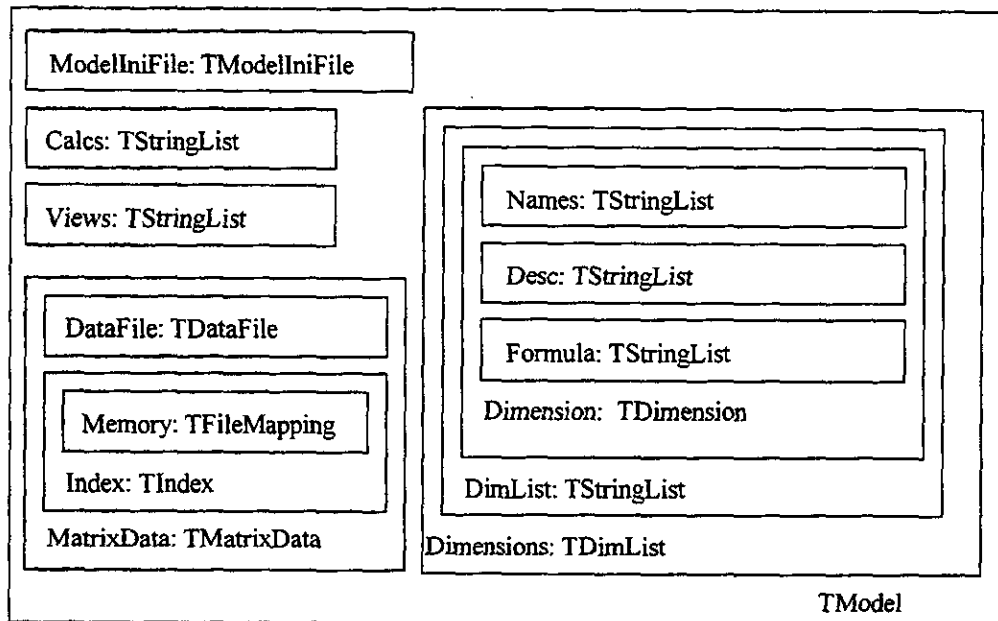 ModelIniFile: TModelIniFile
Calcs: TStringList
Views: TStringList
DataFile: TDataFile
Memory: TFileMapping
Index: TIndex
MatrixData: TMatrixData
Names: TStringList
Desc: TStringList
Formula: TStringList
Dimension: TDimension
DimList: TStringList
Dimensions: TDimList
TModel